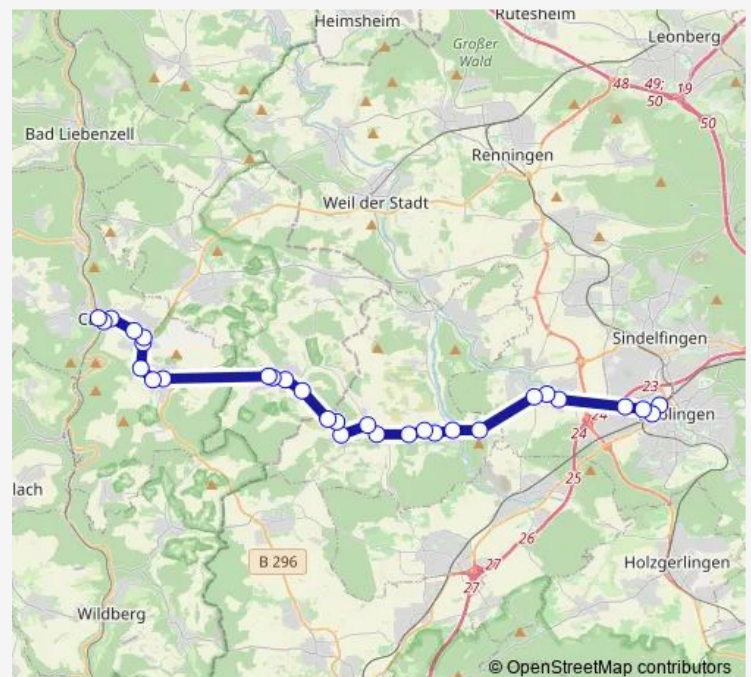 Heimsheim
Rutesheim
Großer
Wald
Leonberg
48
49;
50
19
50
Bad Liebenzell
Renningen
Weil der Stadt
C
Sindelfingen
23
24
blingen
24
25
lach
26
B 296
27
27
Holzgerlingen
Wildberg
© OpenStreetMap contributors